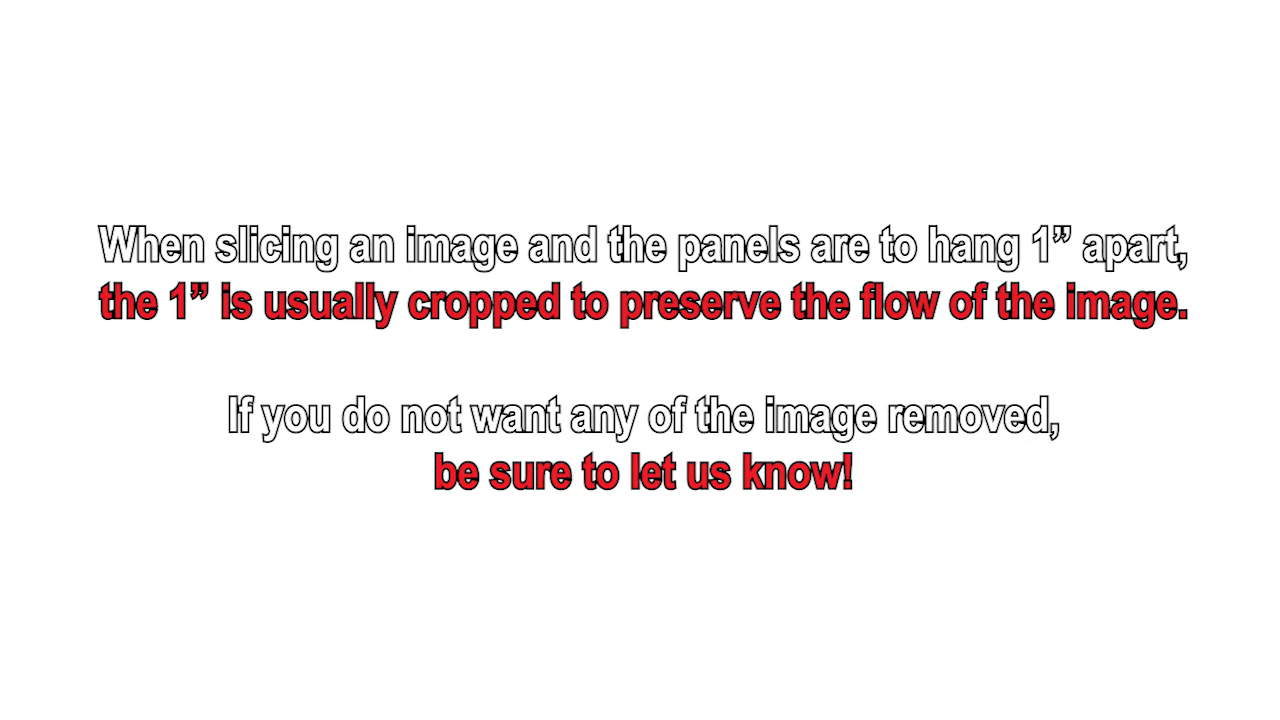 When slicing an image and the panels are to hang 1” apart,
the 1” is usually cropped to preserve the flow of the image.
If you do not want any of the image removed,
be sure to let us know!